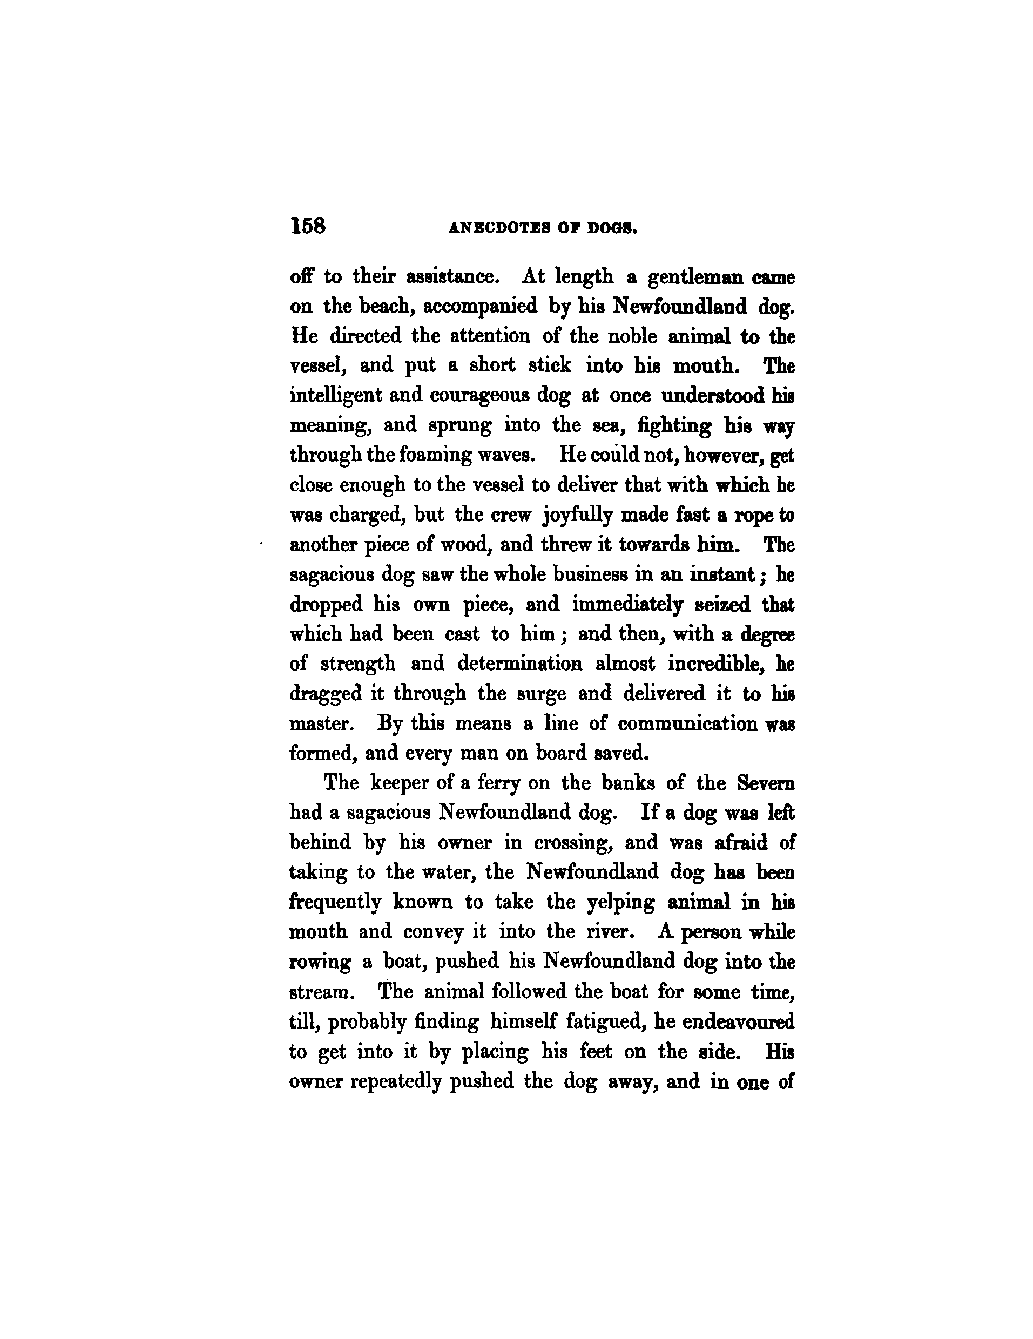 158 ANECDOTES OF DOGS.
off to their assistance. At length a gentleman came
on the beach, accompanied by his Newfoundland dog.
He directed the attention of the noble animal to the
vessel, and put a short stick into his mouth. The
intelligent and courageous dog at once understood his
meaning, and sprung into the sea, fighting his way
through the foaming waves. He could not, however, get
close enough to the vessel to deliver that with which he
was charged, but the crew joyfully made fast a rope to
another piece of wood, and threw it towards him. The
sagacious dog saw the whole business in an instant; he
dropped his own piece, and immediately seized that
which had been cast to him; and then, with a degree
of strength and determination almost incredible, he
dragged it through the surge and delivered it to his
master. By this means a line of communication was
formed, and every man on board saved.
The keeper of a ferry on the banks of the Severn
had a sagacious Newfoundland dog. If a dog was left
behind by his owner in crossing, and was afraid of
taking to the water, the Newfoundland dog has been
frequently known to take the yelping animal in his
mouth and convey it into the river. A person while
rowing a boat, pushed his Newfoundland dog into the
stream. The animal followed the boat for some time,
till, probably finding himself fatigued, he endeavoured
to get into it by placing his feet on the side. His
owner repeatedly pushed the dog away, and in one of